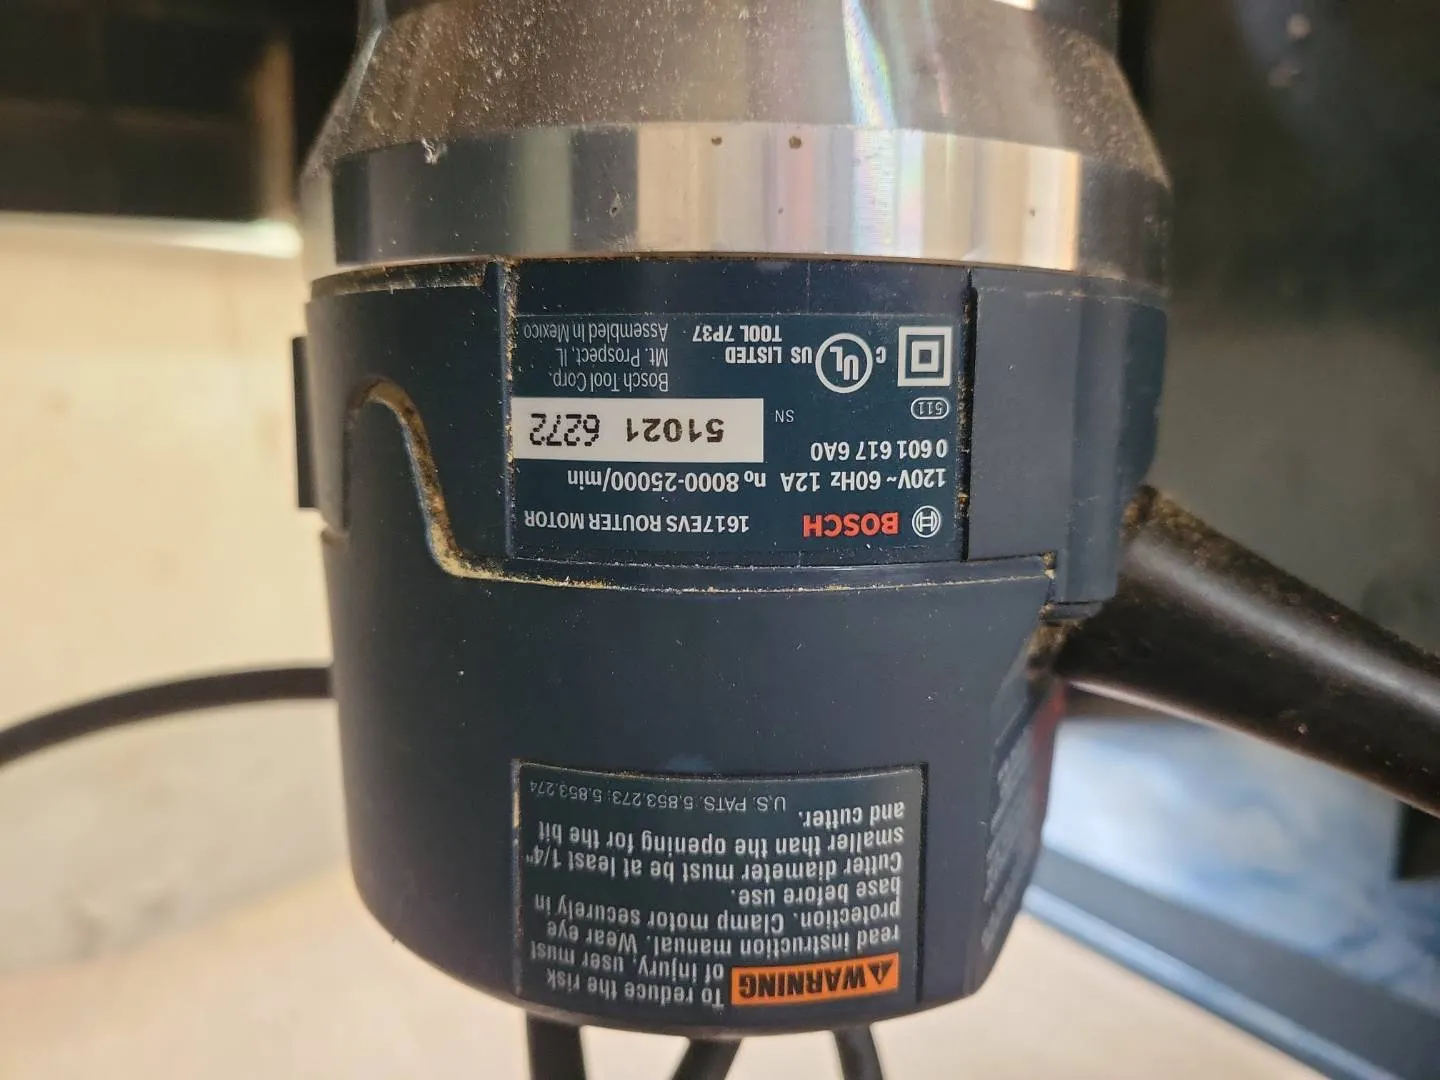 BOSCH 1617EVS ROUTER MOTOR
120V~60Hz 12A n₀ 8000-25000/min
0 601 617 6A0
511 SN 51021 6272
C UL US LISTED
TOOL 7P37
Bosch Tool Corp.
Mt. Prospect, IL
Assembled in Mexico
WARNING To reduce the risk
of injury, user must
read instruction manual. Wear eye
protection. Clamp motor securely in
base before use.
Cutter diameter must be at least 1/4"
smaller than the opening for the bit
and cutter.
U.S. PATS. 5.853.273; 5.853.274